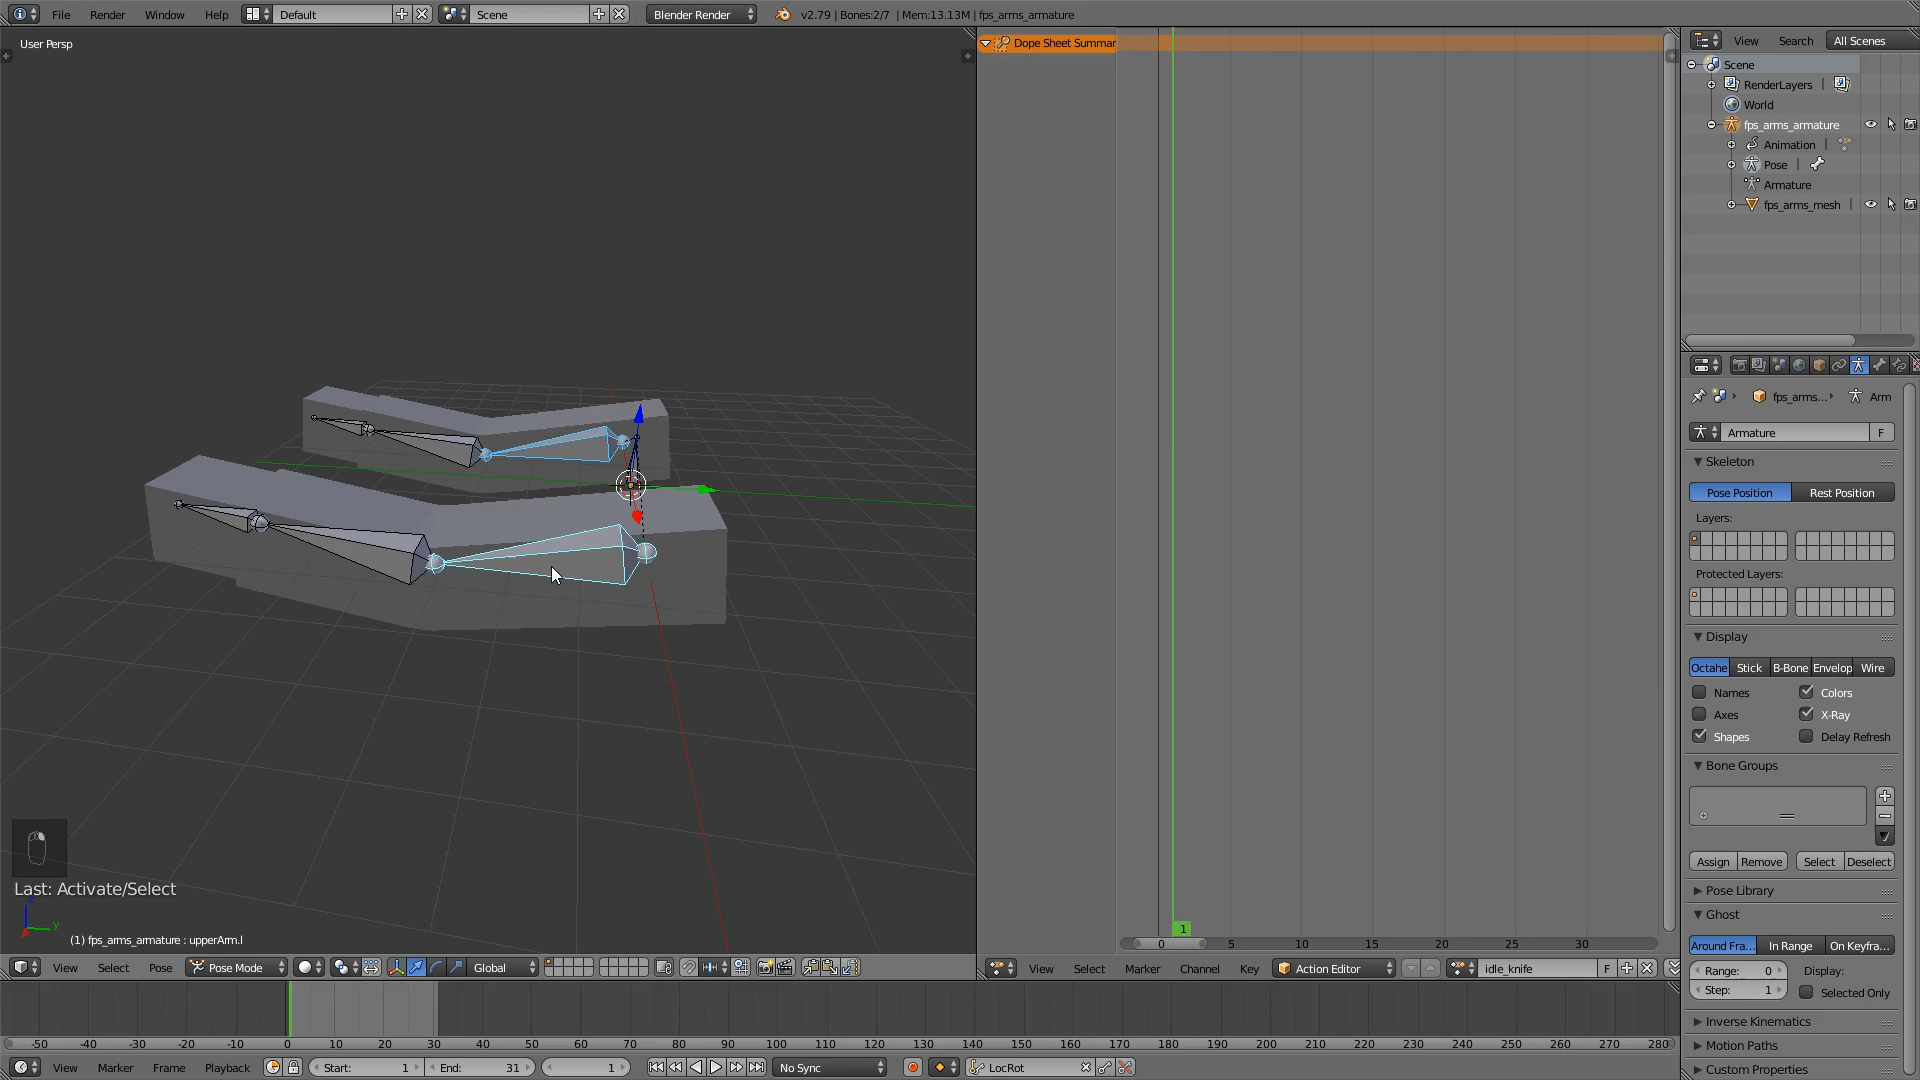 File Render Window Help Default Scene Blender Render v2.79 | Bones:2/7 | Mem:13.13M | fps_arms_armature
User Persp
Dope Sheet Summar
View Search All Scenes
Scene
RenderLayers
World
fps_arms_armature
Animation
Pose
Armature
fps_arms_mesh
fps_arms... Arm
Armature F
Skeleton
Pose Position Rest Position
Layers:
Protected Layers:
Display
Octahe Stick B-Bone Envelop Wire
Names Colors
Axes X-Ray
Shapes Delay Refresh
Bone Groups
Assign Remove Select Deselect
Pose Library
Ghost
Around Fra... In Range On Keyfra...
Range: 0 Display:
Step: 1 Selected Only
Inverse Kinematics
Motion Paths
Custom Properties
Last: Activate/Select
z
y
(1) fps_arms_armature : upperArm.l
1
0 5 10 15 20 25 30
View Select Pose Pose Mode Global
View Select Marker Channel Key Action Editor idle_knife F
-50 -40 -30 -20 -10 0 10 20 30 40 50 60 70 80 90 100 110 120 130 140 150 160 170 180 190 200 210 220 230 240 250 260 270 280
View Marker Frame Playback Start: 1 End: 31 1 No Sync LocRot